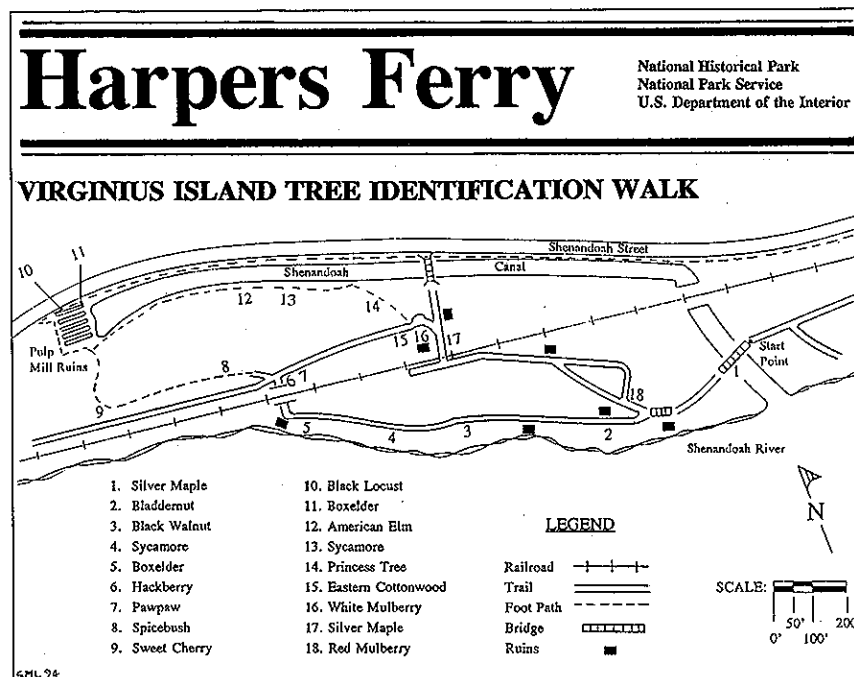 Harpers Ferry
National Historical Park
National Park Service
U.S. Department of the Interior
VIRGINIUS ISLAND TREE IDENTIFICATION WALK
Shenandoah Street
Shenandoah
Canal
10
11
12
13
14
15
16
17
Pulp
Mill Ruins
Start
Point
1
8
6
7
18
9
5
4
3
2
Shenandoah River
1. Silver Maple
2. Bladdernut
3. Black Walnut
4. Sycamore
5. Boxelder
6. Hackberry
7. Pawpaw
8. Spicebush
9. Sweet Cherry
10. Black Locust
11. Boxelder
12. American Elm
13. Sycamore
14. Princess Tree
15. Eastern Cottonwood
16. White Mulberry
17. Silver Maple
18. Red Mulberry
LEGEND
Railroad
Trail
Foot Path
Bridge
Ruins
N
SCALE:
0'
50'
100'
200
GML 94